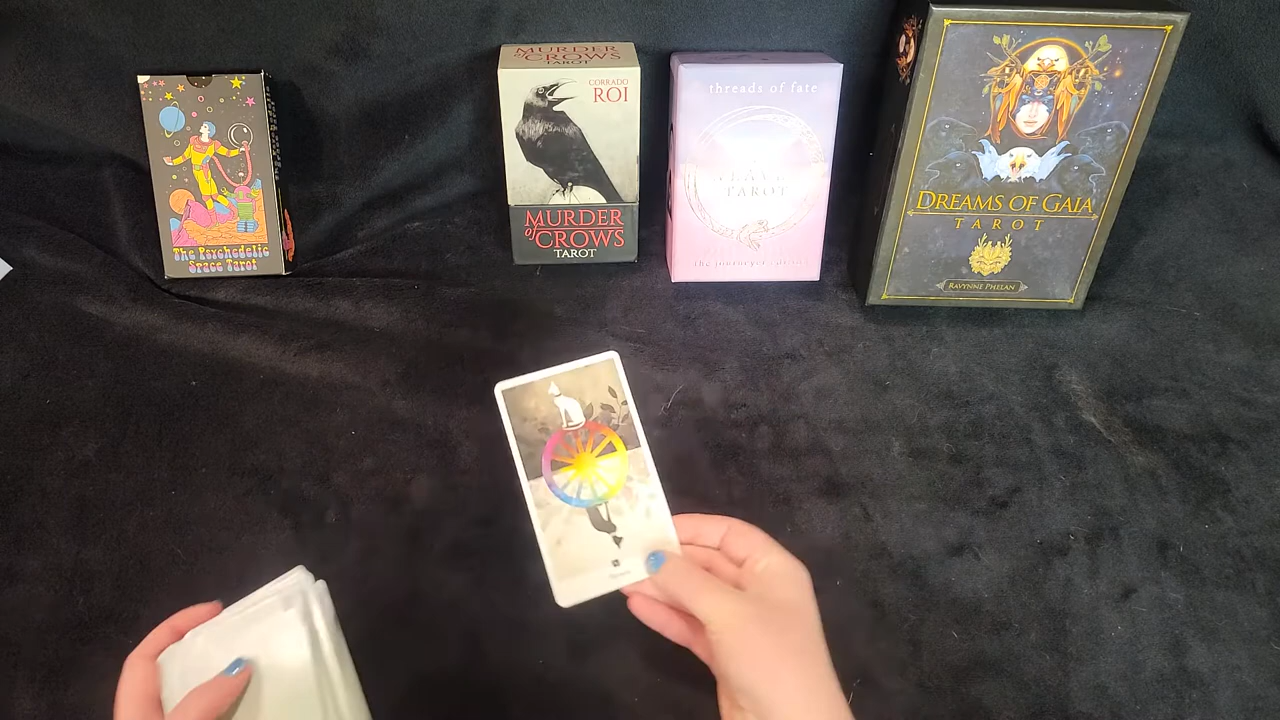 The Psychedelic
Space Tarot
MURDER
of CROWS
TAROT
CORRADO
ROI
MURDER
of CROWS
TAROT
threads of fate
TAROT
DREAMS OF GAIA
TAROT
RAVYNNE PHELAN